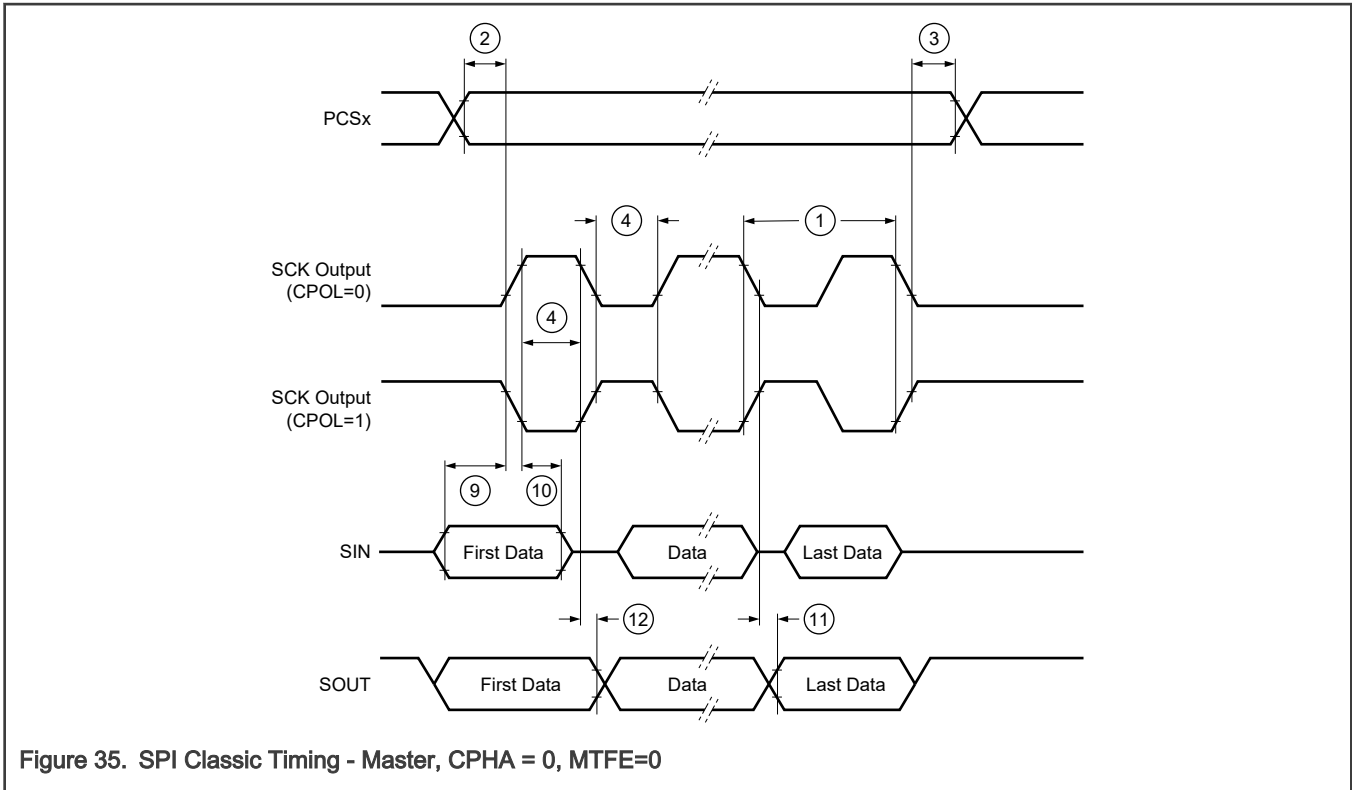 2
3
PCSx
4
1
SCK Output
(CPOL=0)
4
SCK Output
(CPOL=1)
9
10
SIN
First Data
Data
Last Data
12
11
SOUT
First Data
Data
Last Data
Figure 35. SPI Classic Timing - Master, CPHA = 0, MTFE=0